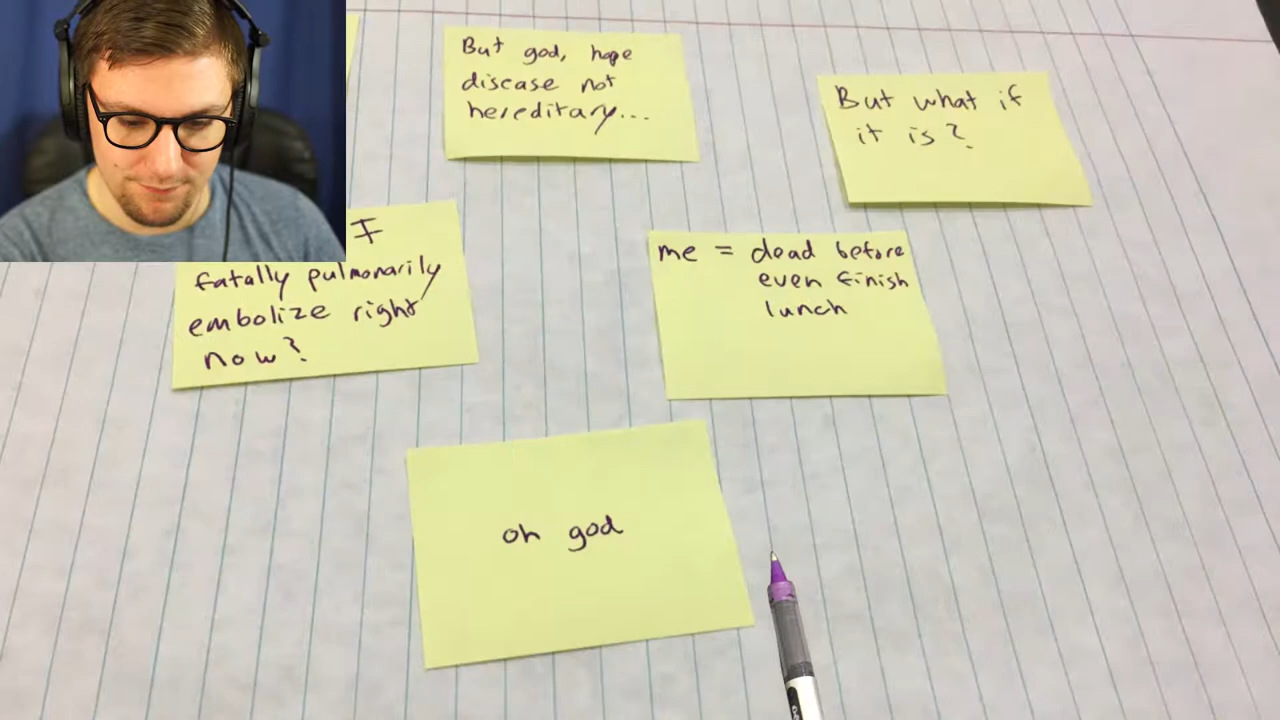 But god, hope
disease not
hereditary...
But what if
it is?
I
fatally pulmonarily
embolize right
now?
me = dead before
even finish
lunch
oh god